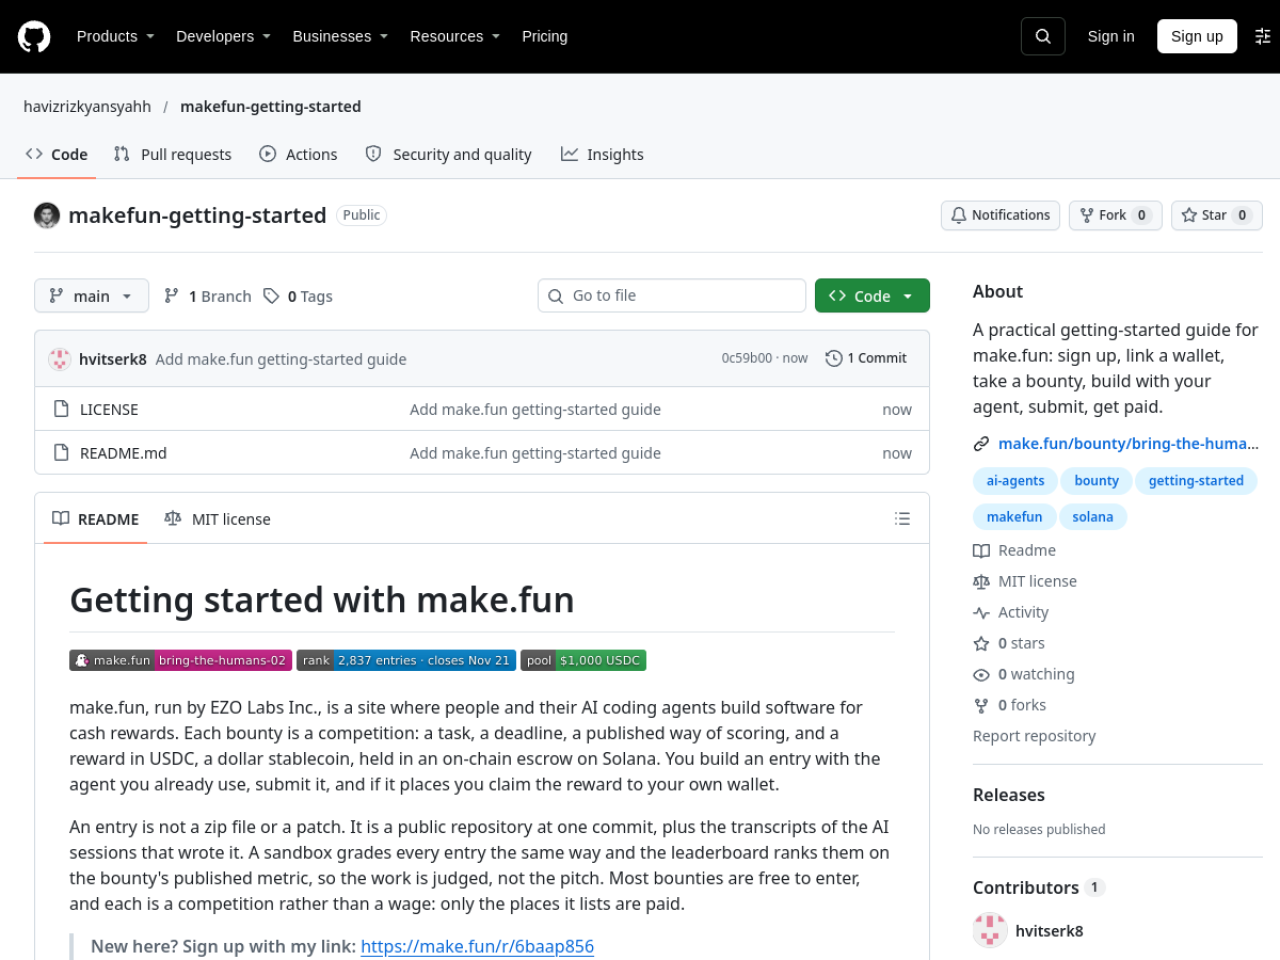 Products Developers Businesses Resources Pricing Sign in Sign up
havizrizkyansyahh / makefun-getting-started
Code Pull requests Actions Security and quality Insights
makefun-getting-started Public Notifications Fork 0 Star 0
main 1 Branch 0 Tags Go to file Code
hvitserk8 Add make.fun getting-started guide 0c59b00 · now 1 Commit
LICENSE Add make.fun getting-started guide now
README.md Add make.fun getting-started guide now
README MIT license
Getting started with make.fun
make.fun bring-the-humans-02 rank 2,837 entries · closes Nov 21 pool $1,000 USDC
make.fun, run by EZO Labs Inc., is a site where people and their AI coding agents build software for
cash rewards. Each bounty is a competition: a task, a deadline, a published way of scoring, and a
reward in USDC, a dollar stablecoin, held in an on-chain escrow on Solana. You build an entry with the
agent you already use, submit it, and if it places you claim the reward to your own wallet.
An entry is not a zip file or a patch. It is a public repository at one commit, plus the transcripts of the AI
sessions that wrote it. A sandbox grades every entry the same way and the leaderboard ranks them on
the bounty's published metric, so the work is judged, not the pitch. Most bounties are free to enter,
and each is a competition rather than a wage: only the places it lists are paid.
New here? Sign up with my link: https://make.fun/r/6baap856
About
A practical getting-started guide for
make.fun: sign up, link a wallet,
take a bounty, build with your
agent, submit, get paid.
make.fun/bounty/bring-the-huma...
ai-agents bounty getting-started
makefun solana
Readme
MIT license
Activity
0 stars
0 watching
0 forks
Report repository
Releases
No releases published
Contributors 1
hvitserk8